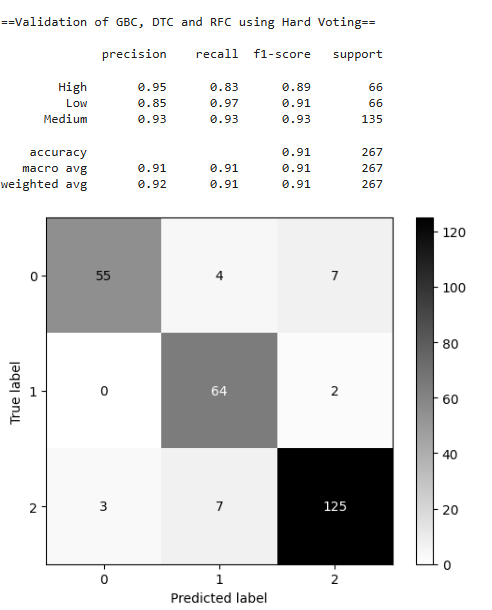 ==Validation of GBC, DTC and RFC using Hard Voting==
precision recall f1-score support
High 0.95 0.83 0.89 66
Low 0.85 0.97 0.91 66
Medium 0.93 0.93 0.93 135
accuracy 0.91 267
macro avg 0.91 0.91 0.91 267
weighted avg 0.92 0.91 0.91 267
120
100
80
60
40
20
0
True label
0 55 4 7
1 0 64 2
2 3 7 125
0 1 2
Predicted label